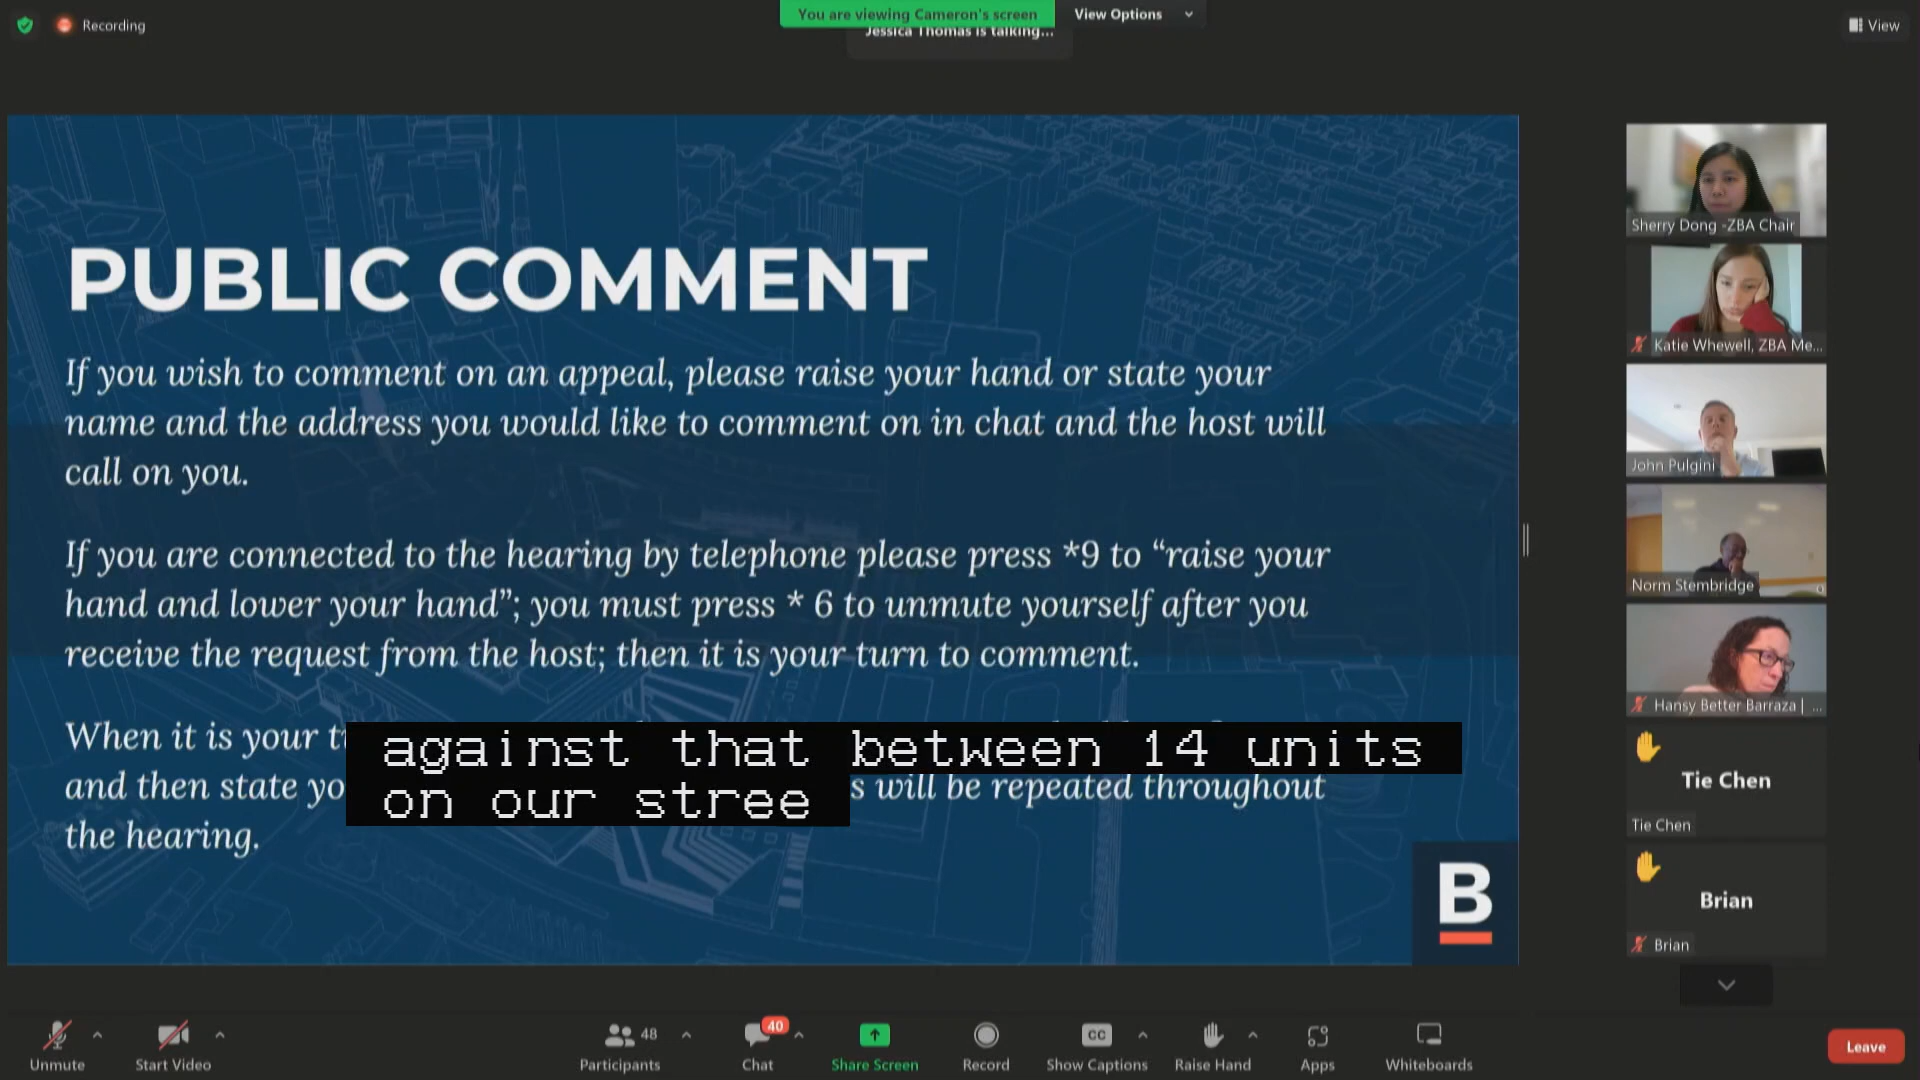 Recording
You are viewing Cameron's screen
View Options
Jessica Thomas is talking...
View
PUBLIC COMMENT
If you wish to comment on an appeal, please raise your hand or state your
name and the address you would like to comment on in chat and the host will
call on you.
If you are connected to the hearing by telephone please press *9 to “raise your
hand and lower your hand”; you must press * 6 to unmute yourself after you
receive the request from the host; then it is your turn to comment.
When it is your
and then state
will be repeated throughout
the hearing.
against that between 14 units
on our stree
B
Sherry Dong -ZBA Chair
Katie Whewell, ZBA Me...
John Pulgini
Norm Stembridge
Hansy Better Barraza | ...
Tie Chen
Tie Chen
Brian
Brian
Unmute
Start Video
48
Participants
40
Chat
Share Screen
Record
CC
Show Captions
Raise Hand
Apps
Whiteboards
Leave